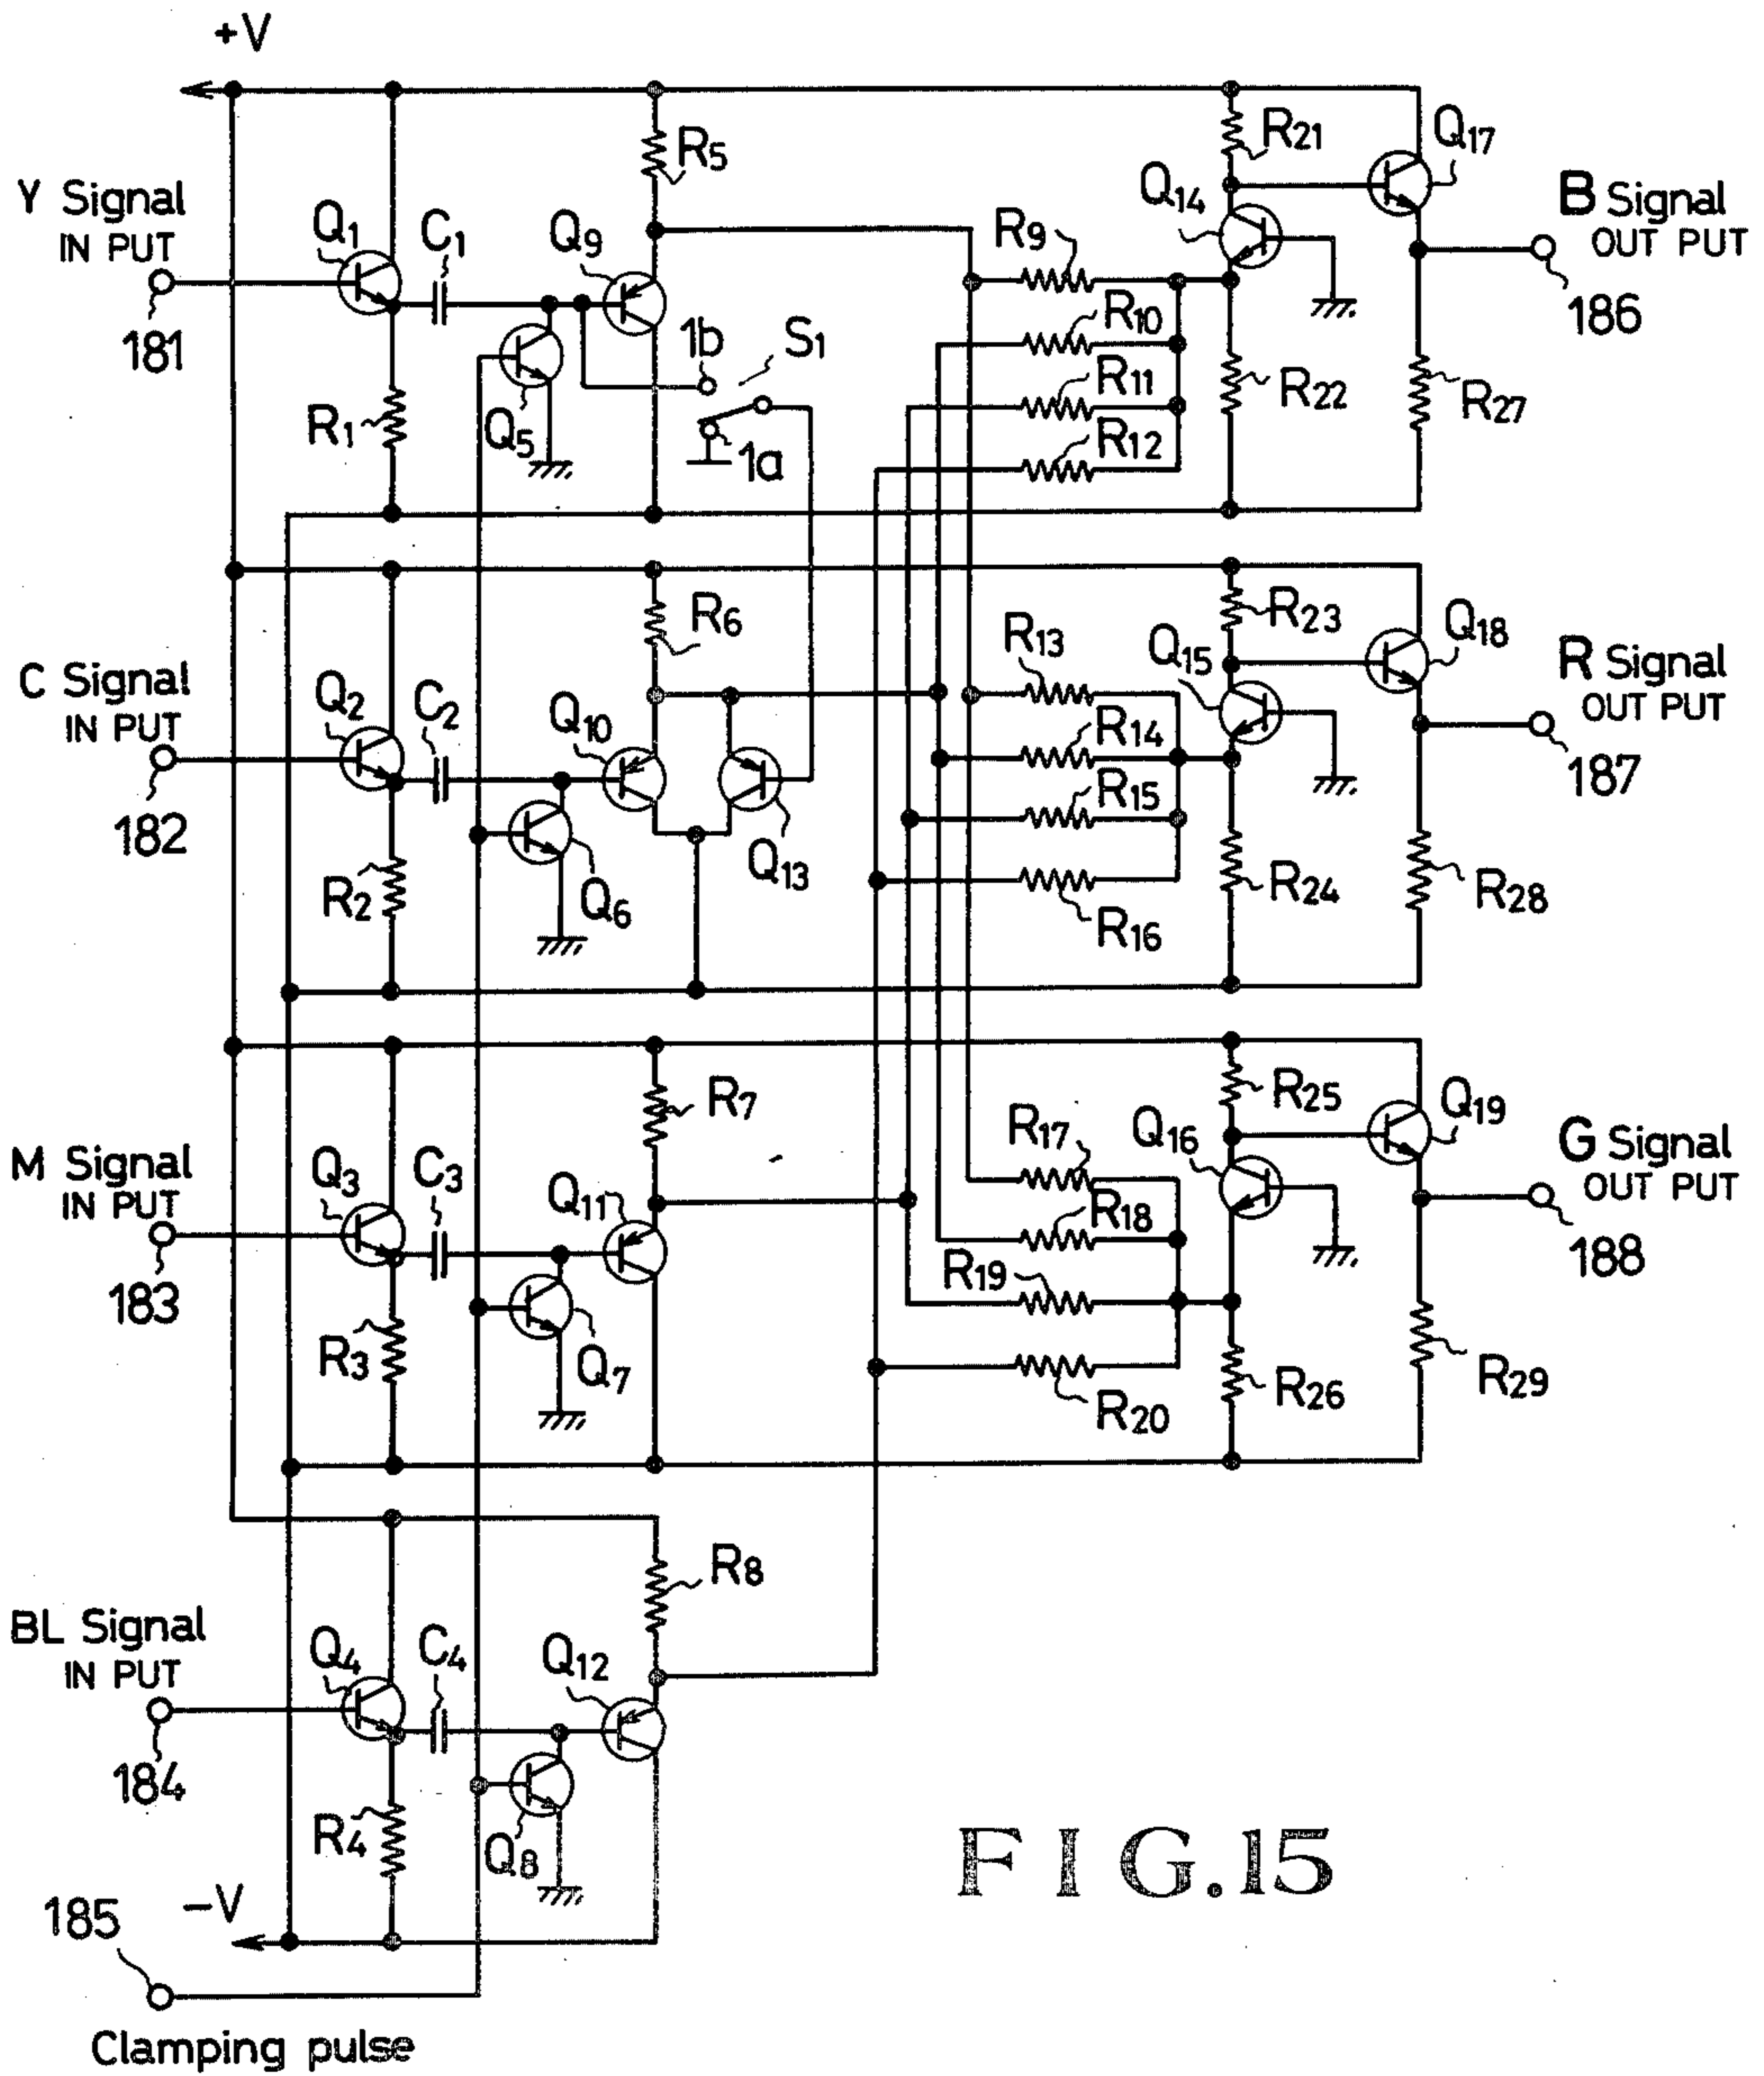 +V
Y Signal
IN PUT
181
Q1
C1
Q9
R5
R1
Q5
1b
S1
1a
R9
R10
R11
R12
Q14
R21
R22
Q17
R27
B Signal
OUT PUT
186
C Signal
IN PUT
182
Q2
C2
Q10
R6
R2
Q6
Q13
R13
R14
R15
R16
Q15
R23
R24
Q18
R28
R Signal
OUT PUT
187
M Signal
IN PUT
183
Q3
C3
Q11
R7
R3
Q7
R17
R18
R19
R20
Q16
R25
R26
Q19
R29
G Signal
OUT PUT
188
BL Signal
IN PUT
184
Q4
C4
Q12
R8
R4
Q8
-V
185
Clamping pulse
FIG.15